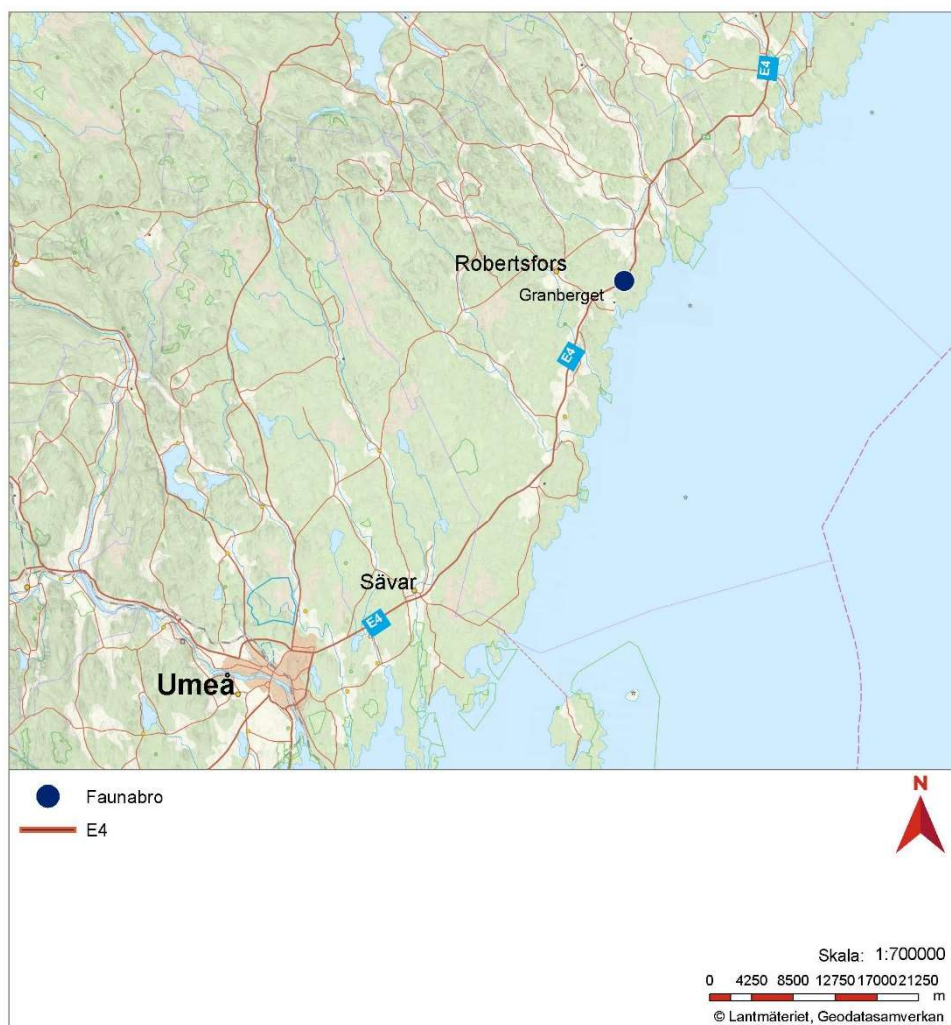 E4
Robertsfors
Granberget
E4
Sävar
E4
Umeå
Faunabro
E4
N
Skala: 1:700000
0 4250 8500 12750 17000 21250
m
© Lantmäteriet, Geodatasamverkan